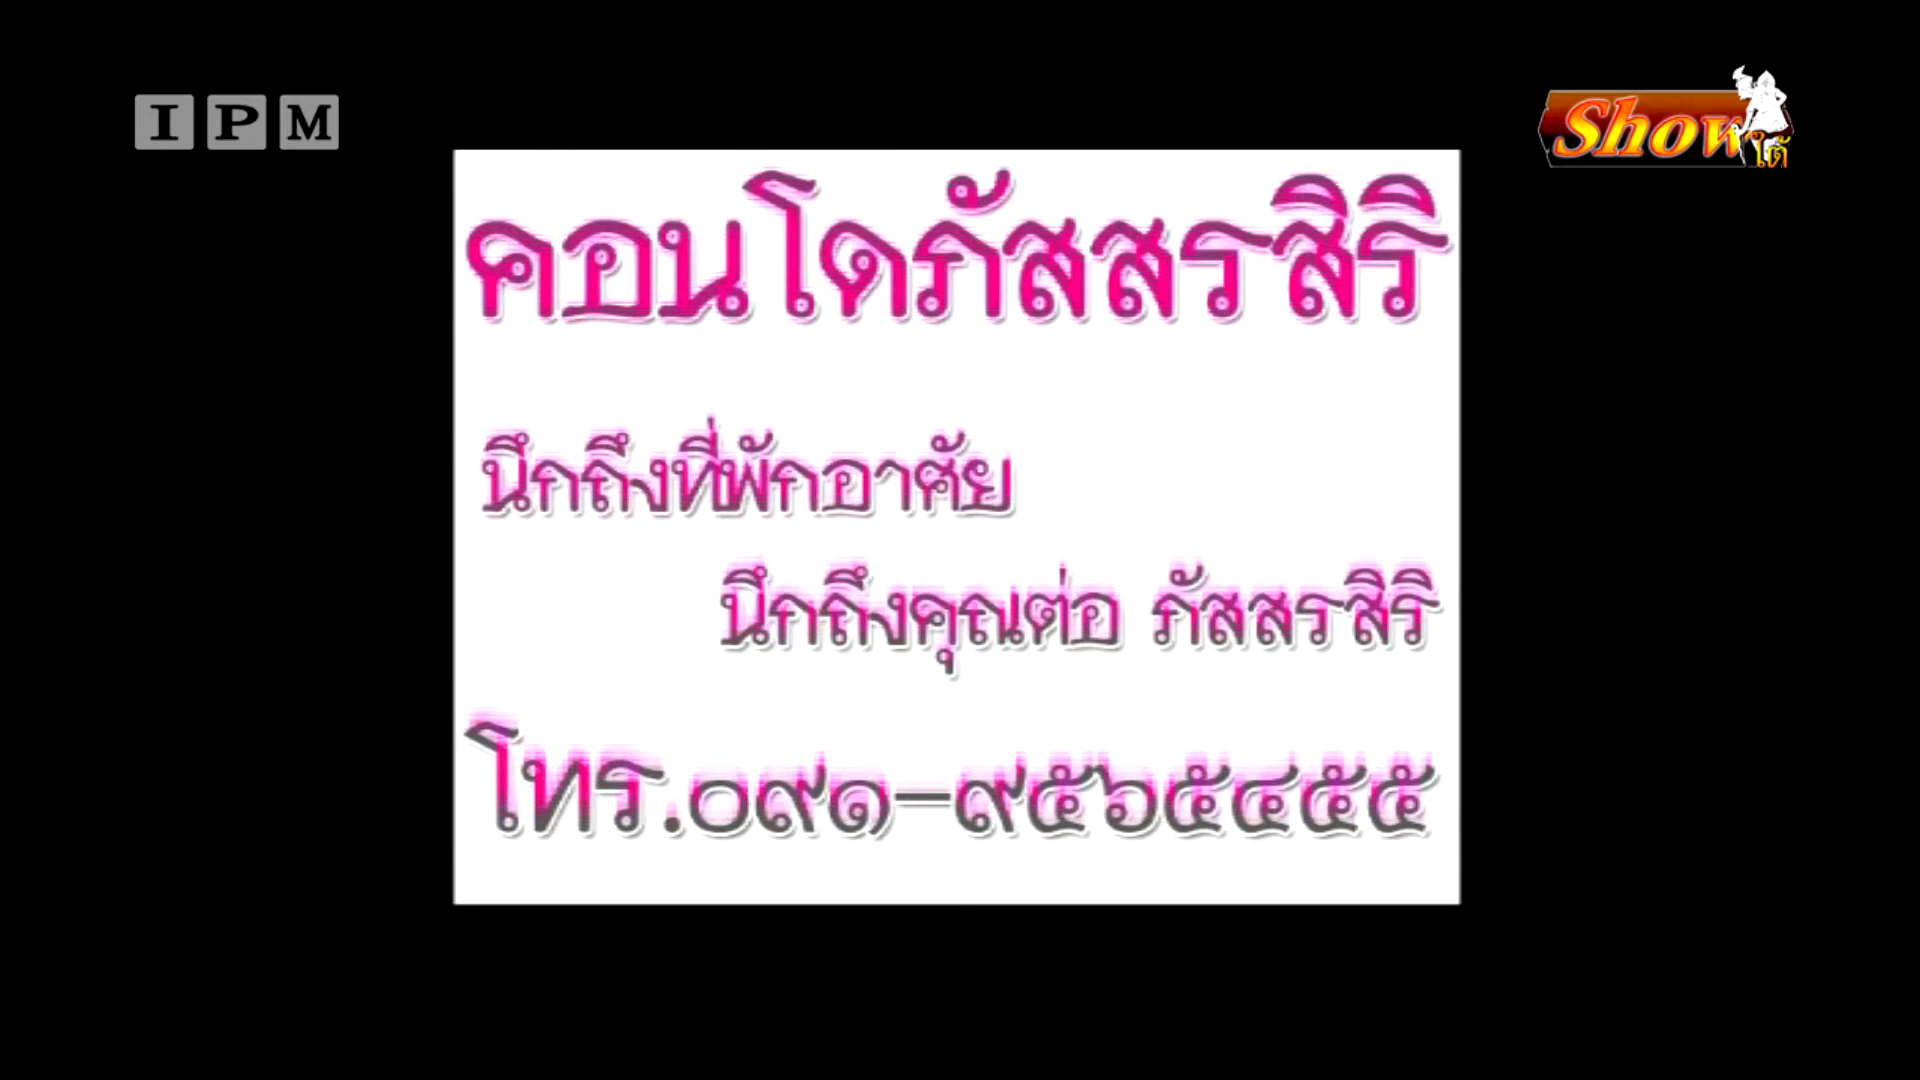 IPM
Show ใต้
คอนโดภัสสรสิริ
นึกถึงที่พักอาศัย
นึกถึงคุณต่อ ภัสสรสิริ
โทร.๐๙๑-๙๕๖๕๔๕๕